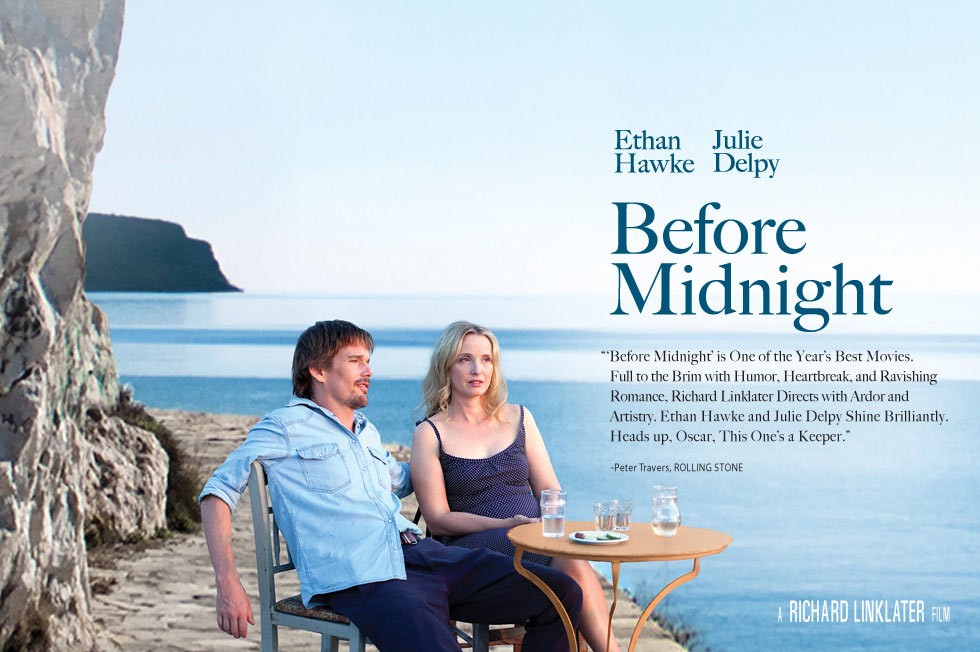 Ethan Julie
Hawke Delpy
Before
Midnight
“‘Before Midnight’ is One of the Year’s Best Movies.
Full to the Brim with Humor, Heartbreak, and Ravishing
Romance, Richard Linklater Directs with Ardor and
Artistry. Ethan Hawke and Julie Delpy Shine Brilliantly.
Heads up, Oscar, This One’s a Keeper.”
-Peter Travers, ROLLING STONE
A RICHARD LINKLATER FILM